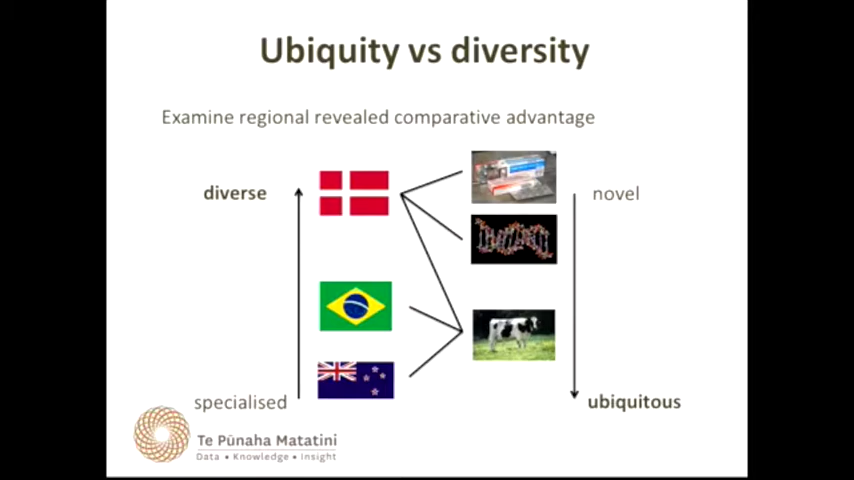 Ubiquity vs diversity
Examine regional revealed comparative advantage
diverse
novel
specialised
ubiquitous
Te Pūnaha Matatini
Data • Knowledge • Insight